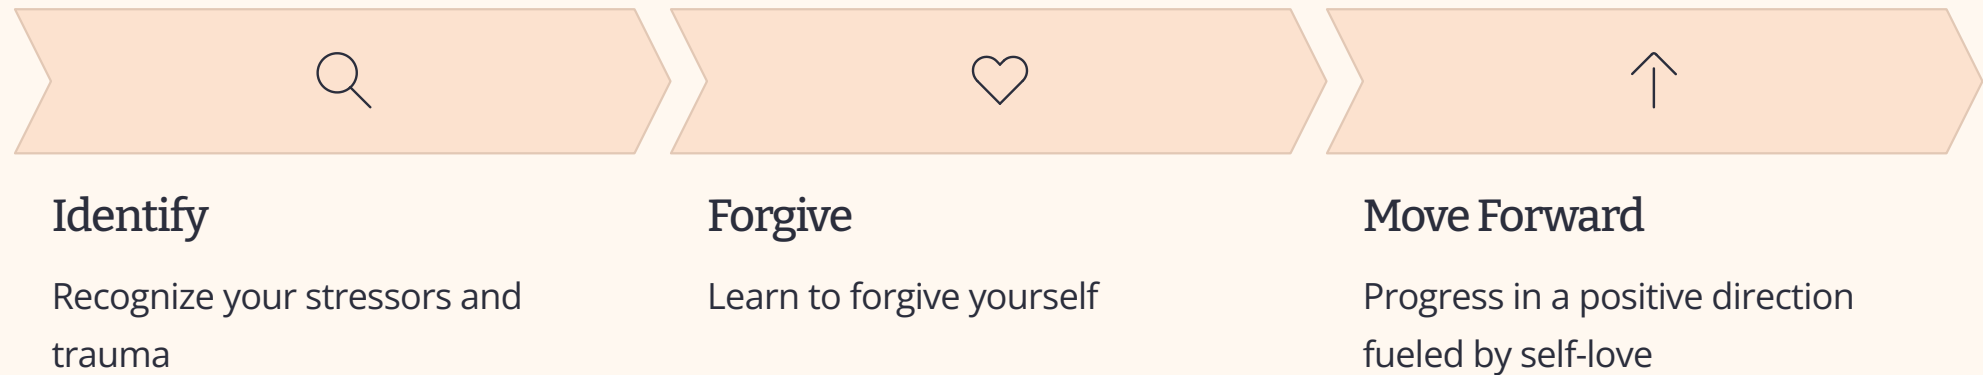 Identify
Recognize your stressors and
trauma
Forgive
Learn to forgive yourself
Move Forward
Progress in a positive direction
fueled by self-love